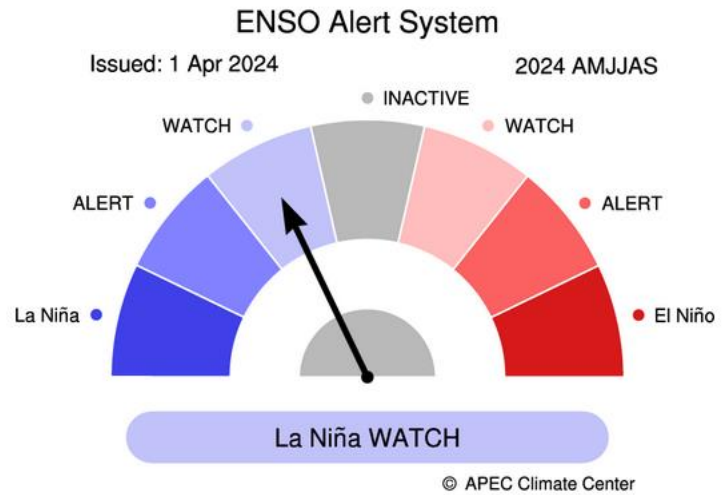 ENSO Alert System
Issued: 1 Apr 2024
2024 AMJJAS
INACTIVE
WATCH
WATCH
ALERT
ALERT
La Niña
El Niño
La Niña WATCH
© APEC Climate Center